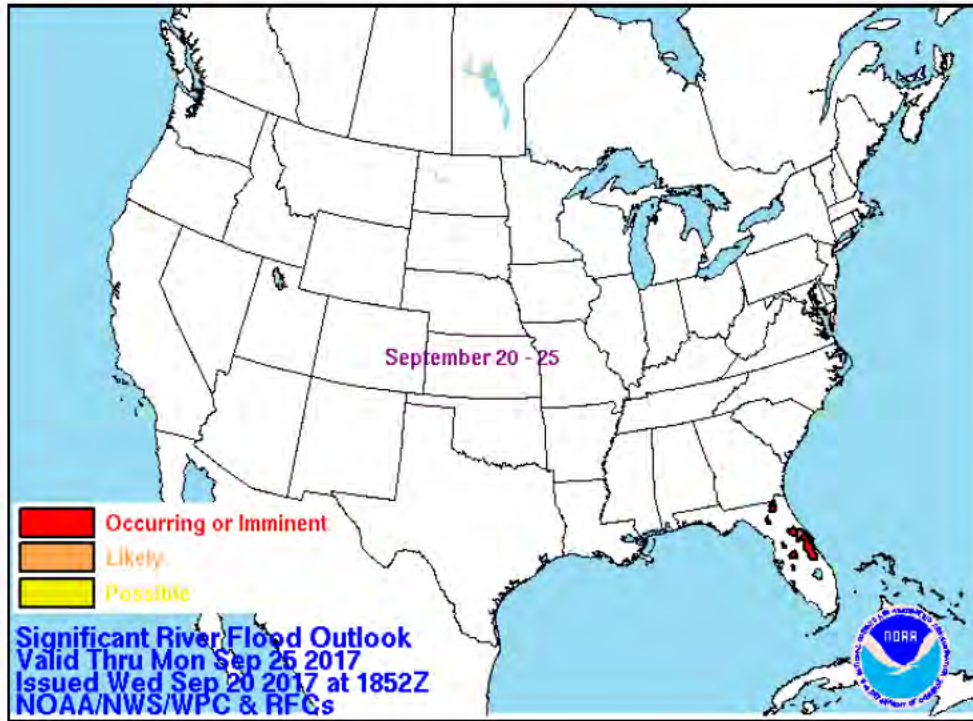 September 20 - 25
Occurring or Imminent
Likely
Possible
Significant River Flood Outlook
Valid Thru Mon Sep 25 2017
Issued Wed Sep 20 2017 at 1852Z
NOAA/NWS/WPC & RFCs
NOAA